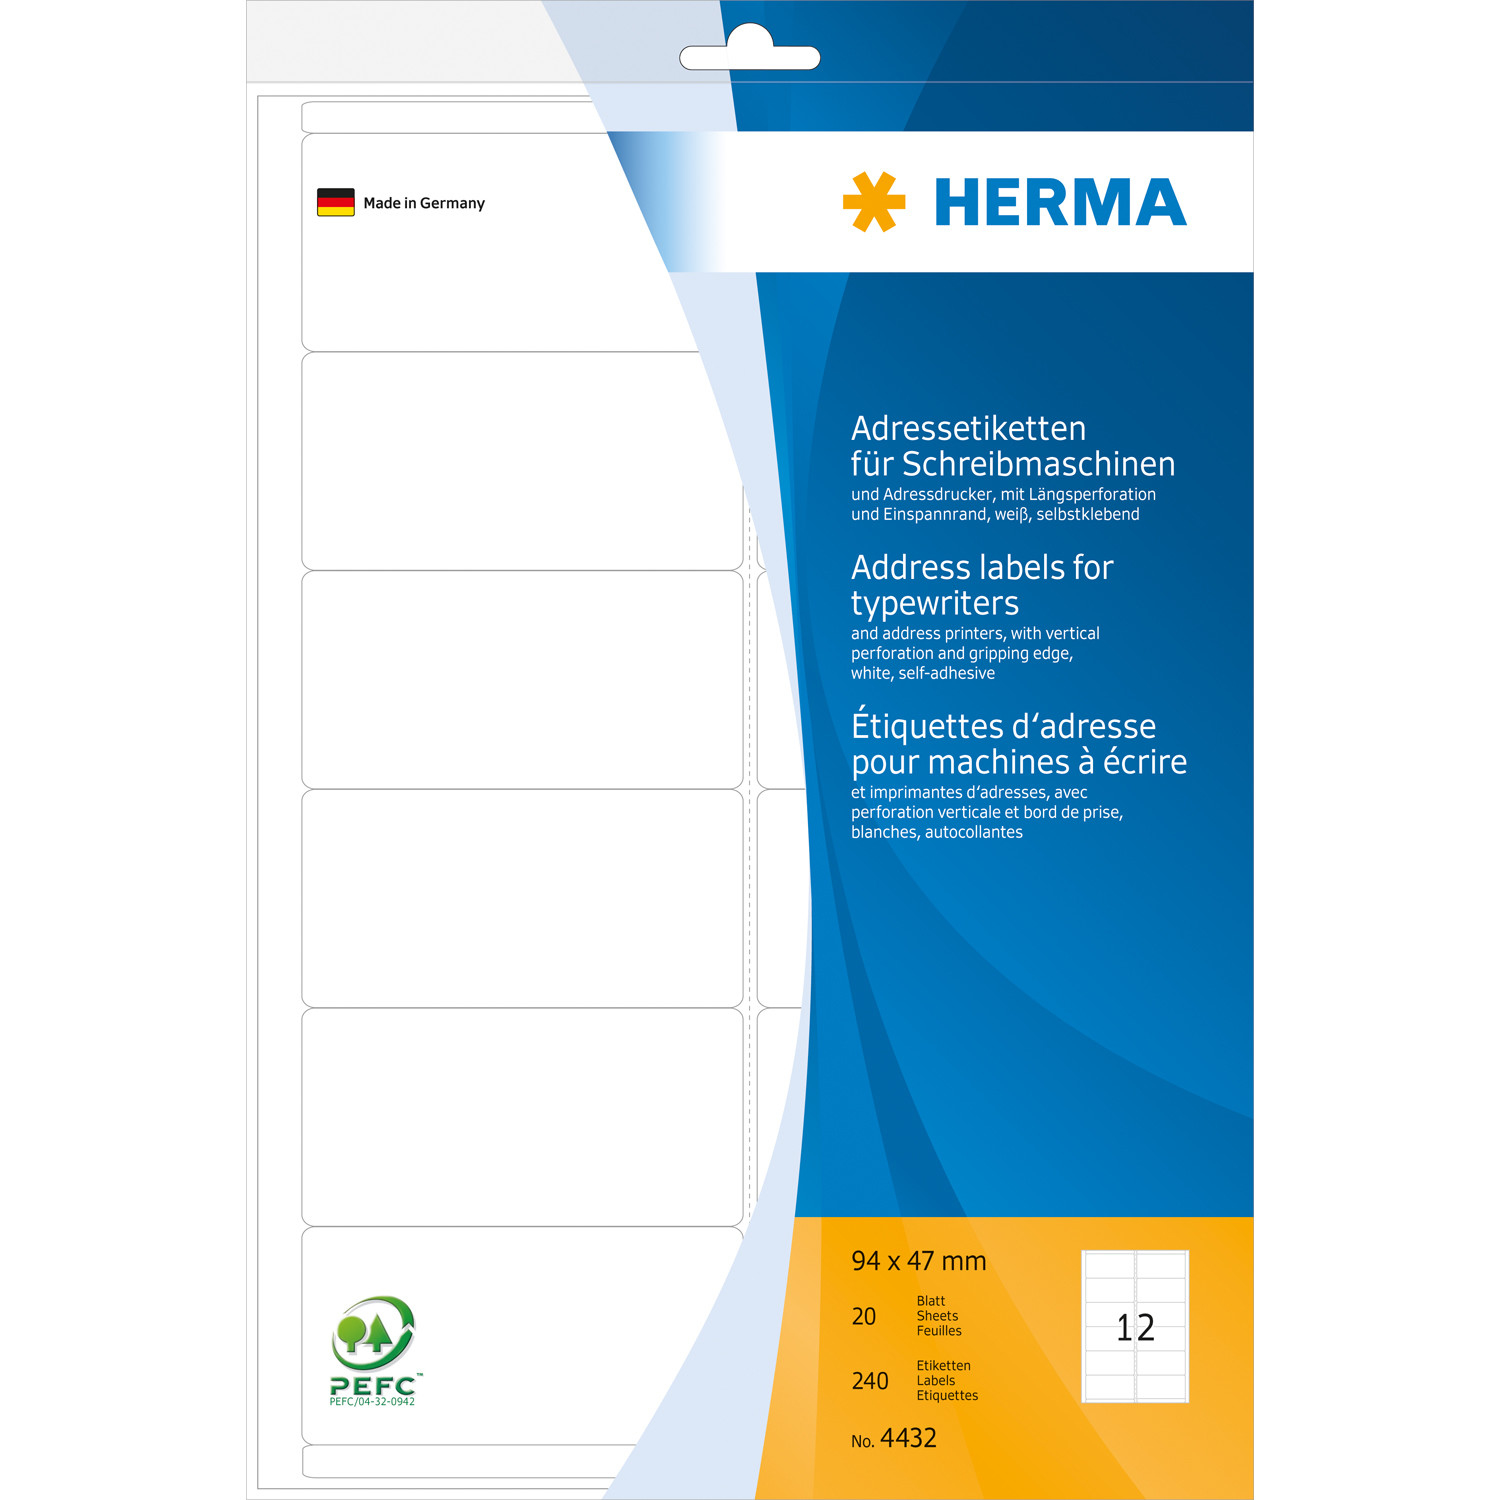 HERMA
Made in Germany
Adressetiketten
für Schreibmaschinen
und Adressdrucker, mit Längsperforation
und Einspannrand, weiß, selbstklebend
Address labels for
typewriters
and address printers, with vertical
perforation and gripping edge,
white, self-adhesive
Étiquettes d‘adresse
pour machines à écrire
et imprimantes d‘adresses, avec
perforation verticale et bord de prise,
blanches, autocollantes
94 x 47 mm
20 Blatt
Sheets
Feuilles
12
240 Etiketten
Labels
Etiquettes
No. 4432
PEFC™
PEFC/04-32-0942